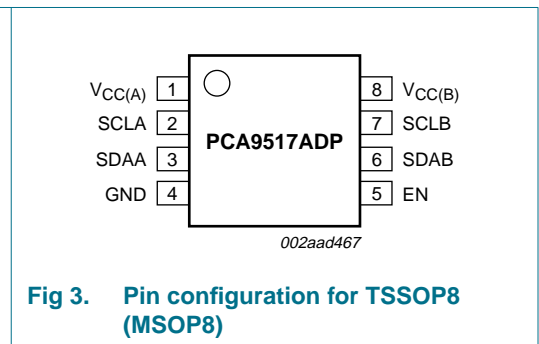 VCC(A) 1 8 VCC(B)
SCLA 2 7 SCLB
PCA9517ADP
SDAA 3 6 SDAB
GND 4 5 EN
002aad467
Fig 3. Pin configuration for TSSOP8
(MSOP8)